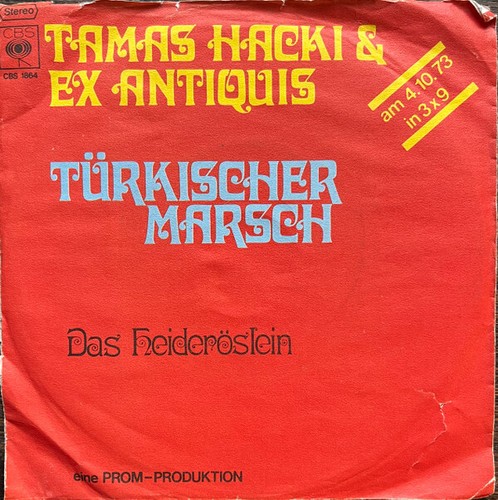 Stereo
CBS
CBS 1864
TAMAS HACKI &
EX ANTIQUIS
am 4.10.73
in 3x9
TÜRKISCHER
MARSCH
Das Heideröslein
eine PROM-PRODUKTION